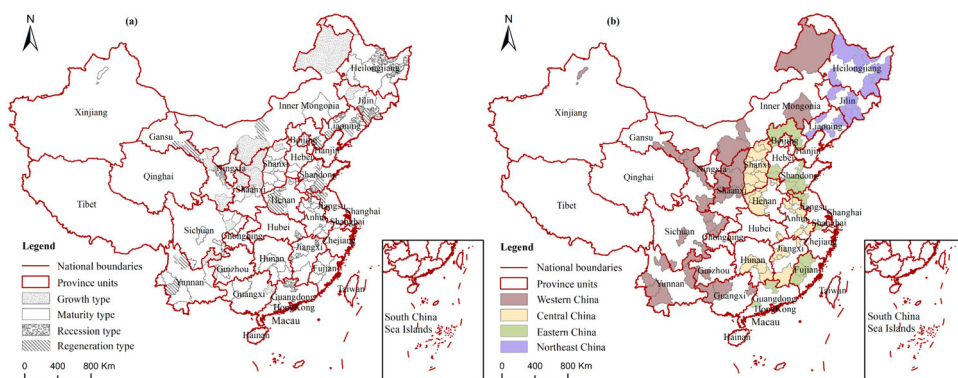 N
(a)
Heilongjiang
Jilin
Xinjiang
Inner Mongonia
Liaoning
Gansu
Beijing
Hanjin
Hebei
Ningxia
Shanxi
Shandong
Qinghai
Shaanxi
Henan
Jiangsu
Tibet
Anhui
Shanghai
Shanghai
Hubei
Sichuan
Chongqing
Zhejiang
Jiangxi
Hunan
Guizhou
Fujian
Yunnan
Guangxi
Guangdong
Taiwan
HongKong
Macau
Hainan
Legend
National boundaries
Province units
Growth type
Maturity type
Recession type
Regeneration type
0 400 800 Km
South China
Sea Islands
N
(b)
Heilongjiang
Jilin
Xinjiang
Inner Mongonia
Liaoning
Gansu
Beijing
Hanjin
Hebei
Ningxia
Shanxi
Shandong
Qinghai
Shaanxi
Henan
Jiangsu
Tibet
Anhui
Shanghai
Shanghai
Hubei
Sichuan
Chongqing
Zhejiang
Jiangxi
Hunan
Guizhou
Fujian
Yunnan
Guangxi
Guangdong
Taiwan
HongKong
Macau
Hainan
Legend
National boundaries
Province units
Western China
Central China
Eastern China
Northeast China
0 400 800 Km
South China
Sea Islands